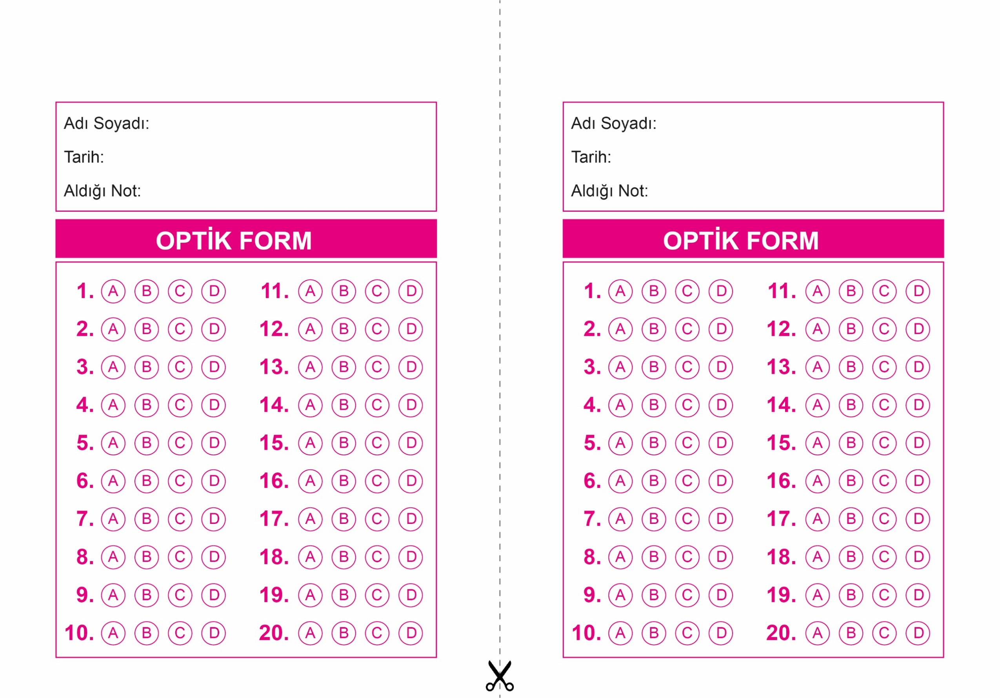 Adı Soyadı:
Tarih:
Aldığı Not:
OPTİK FORM
1. A B C D 11. A B C D
2. A B C D 12. A B C D
3. A B C D 13. A B C D
4. A B C D 14. A B C D
5. A B C D 15. A B C D
6. A B C D 16. A B C D
7. A B C D 17. A B C D
8. A B C D 18. A B C D
9. A B C D 19. A B C D
10. A B C D 20. A B C D
Adı Soyadı:
Tarih:
Aldığı Not:
OPTİK FORM
1. A B C D 11. A B C D
2. A B C D 12. A B C D
3. A B C D 13. A B C D
4. A B C D 14. A B C D
5. A B C D 15. A B C D
6. A B C D 16. A B C D
7. A B C D 17. A B C D
8. A B C D 18. A B C D
9. A B C D 19. A B C D
10. A B C D 20. A B C D